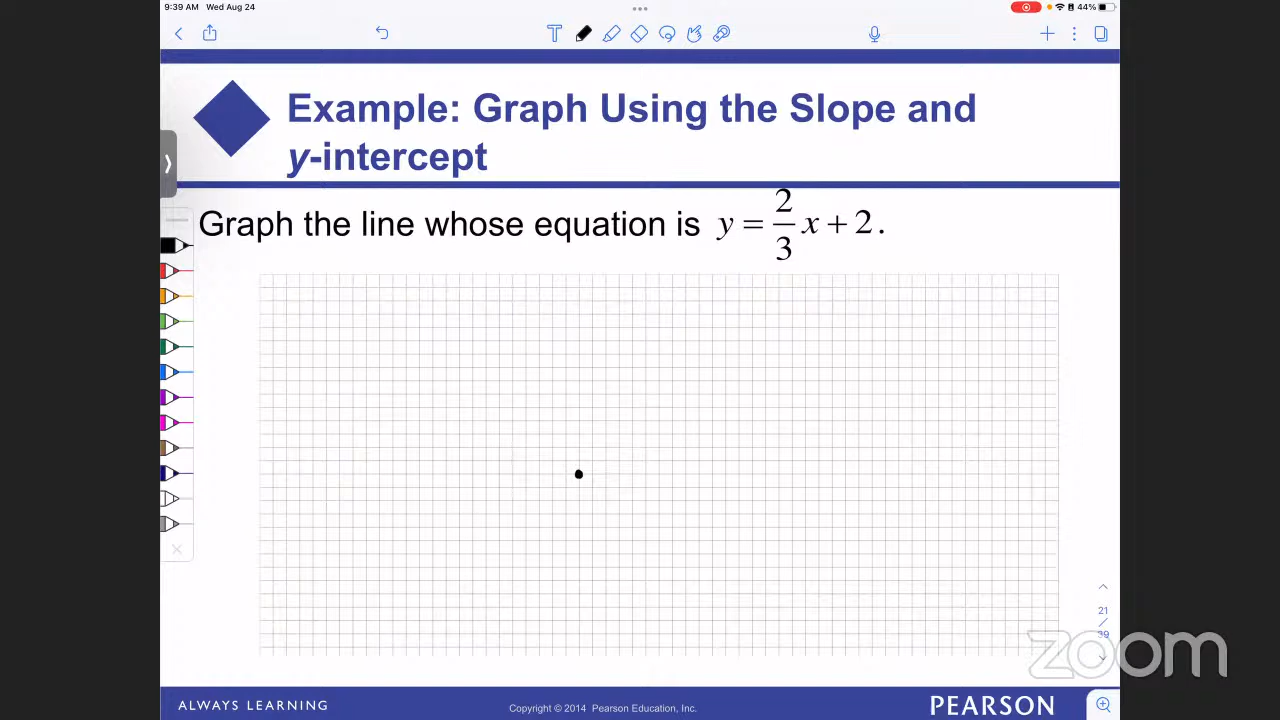 9:39 AM Wed Aug 24
44%
Example: Graph Using the Slope and
y-intercept
Graph the line whose equation is y = 2/3 x + 2.
21
/
39
zoom
ALWAYS LEARNING
Copyright © 2014 Pearson Education, Inc.
PEARSON